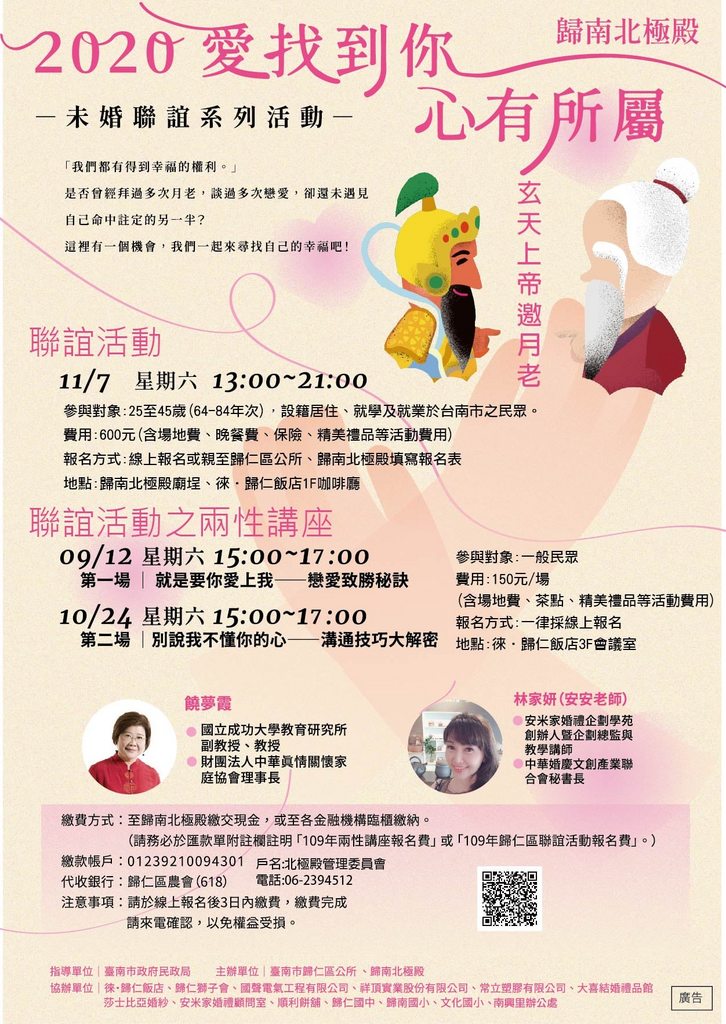 歸南北極殿
2020 愛找到你
心有所屬
—未婚聯誼系列活動—
「我們都有得到幸福的權利。」
是否曾經拜過多次月老，談過多次戀愛，卻還未遇見
自己命中註定的另一半?
這裡有一個機會，我們一起來尋找自己的幸福吧!
玄天上帝邀月老
聯誼活動
11/7 星期六 13:00~21:00
參與對象:25至45歲(64-84年次)，設籍居住、就學及就業於台南市之民眾。
費用:600元(含場地費、晚餐費、保險、精美禮品等活動費用)
報名方式:線上報名或親至歸仁區公所、歸南北極殿填寫報名表
地點:歸南北極殿廟埕、徠·歸仁飯店1F咖啡廳
聯誼活動之兩性講座
09/12 星期六 15:00~17:00
第一場｜就是要你愛上我——戀愛致勝秘訣
10/24 星期六 15:00~17:00
第二場｜別說我不懂你的心——溝通技巧大解密
參與對象:一般民眾
費用:150元/場
(含場地費、茶點、精美禮品等活動費用)
報名方式:一律採線上報名
地點:徠·歸仁飯店3F會議室
饒夢霞
國立成功大學教育研究所
副教授、教授
財團法人中華真情關懷家
庭協會理事長
林家妍(安安老師)
安米家婚禮企劃學苑
創辦人暨企劃總監與
教學講師
中華婚慶文創產業聯
合會秘書長
繳費方式：至歸南北極殿繳交現金，或至各金融機構臨櫃繳納。
(請務必於匯款單附註欄註明「109年兩性講座報名費」或「109年歸仁區聯誼活動報名費」。)
繳款帳戶：01239210094301 戶名:北極殿管理委員會
代收銀行：歸仁區農會(618) 電話:06-2394512
注意事項：請於線上報名後3日內繳費，繳費完成
請來電確認，以免權益受損。
指導單位｜臺南市政府民政局 主辦單位｜臺南市歸仁區公所、歸南北極殿
協辦單位｜徠·歸仁飯店、歸仁獅子會、國聲電氣工程有限公司、祥頂實業股份有限公司、常立塑膠有限公司、大喜結婚禮品館
莎士比亞婚紗、安米家婚禮顧問室、順利餅舖、歸仁國中、歸南國小、文化國小、南興里辦公處
廣告